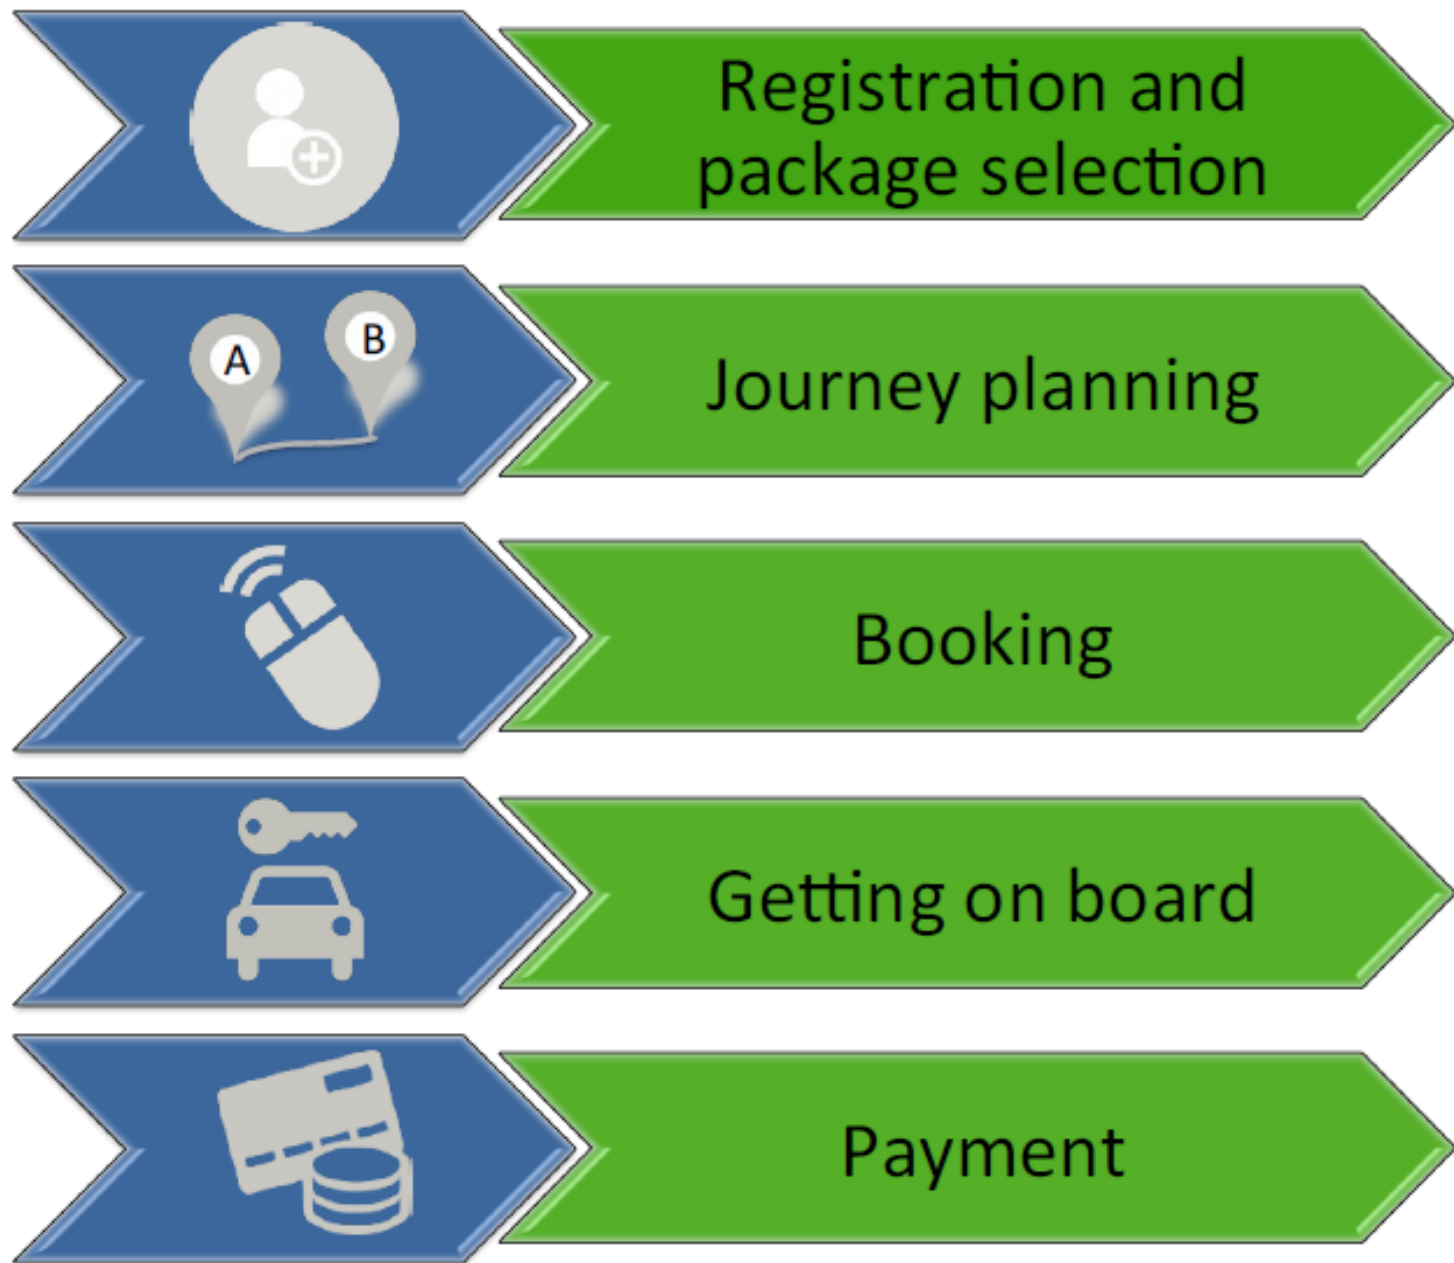 Registration and
package selection
A
B
Journey planning
Booking
Getting on board
Payment